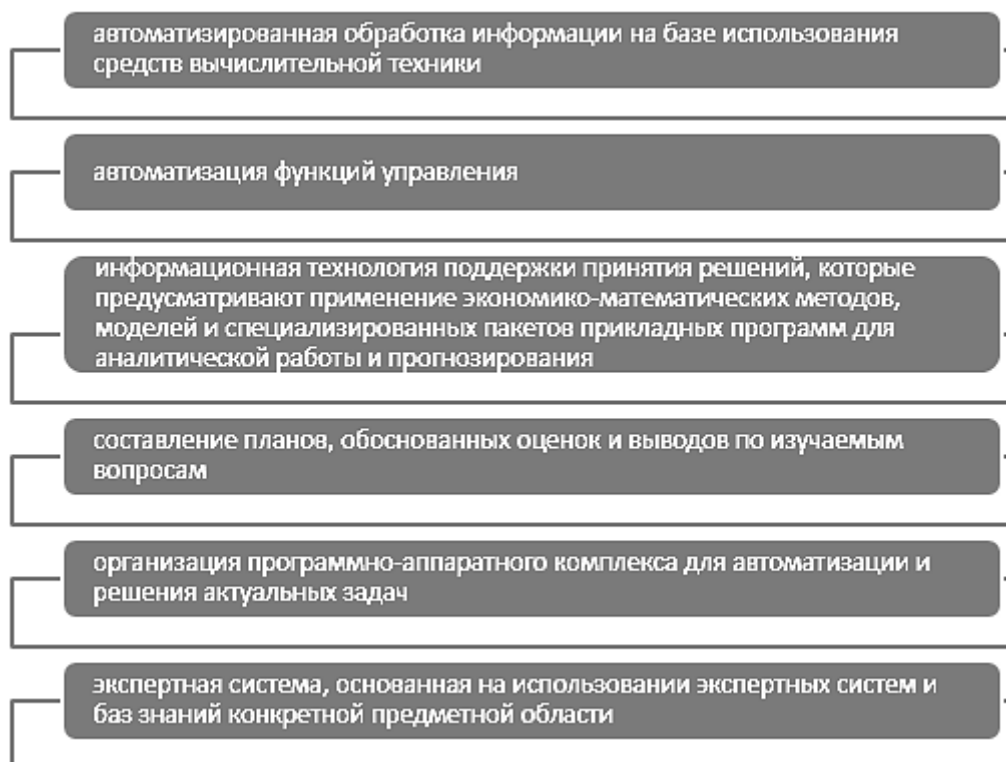 автоматизированная обработка информации на базе использования
средств вычислительной техники
автоматизация функций управления
информационная технология поддержки принятия решений, которые
предусматривают применение экономико-математических методов,
моделей и специализированных пакетов прикладных программ для
аналитической работы и прогнозирования
составление планов, обоснованных оценок и выводов по изучаемым
вопросам
организация программно-аппаратного комплекса для автоматизации и
решения актуальных задач
экспертная система, основанная на использовании экспертных систем и
баз знаний конкретной предметной области